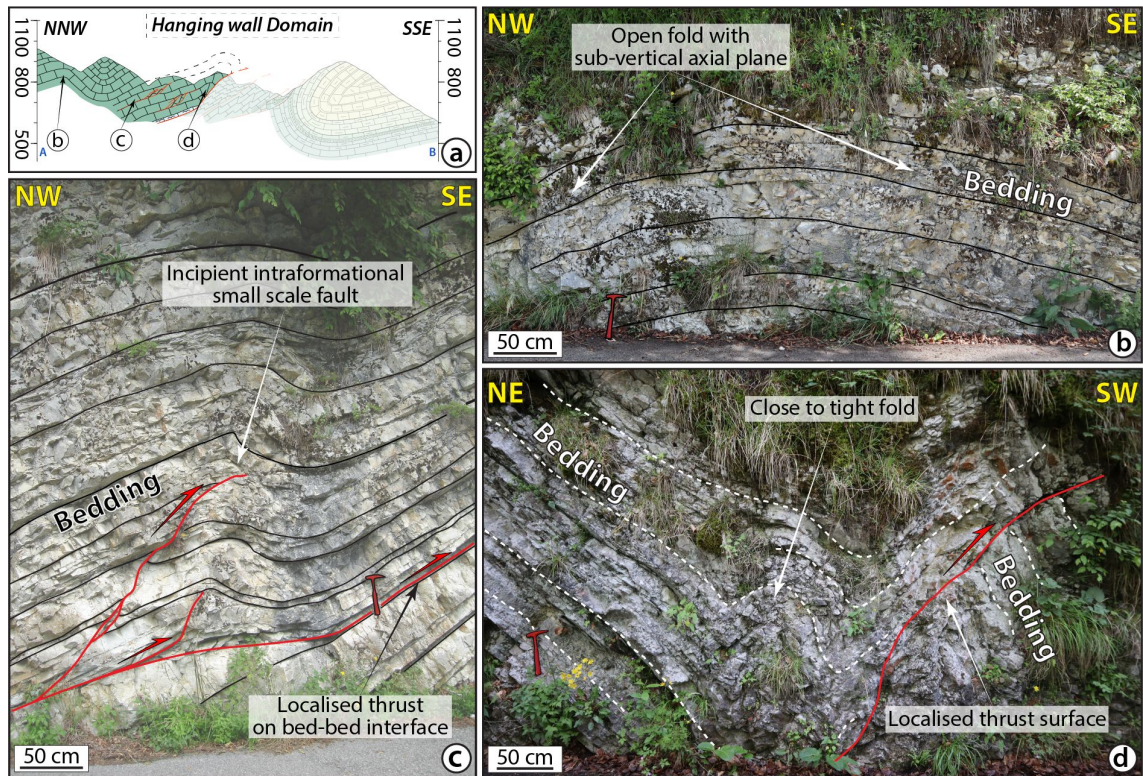 1100
NNW
Hanging wall Domain
SSE
1100
800
800
500
500
b
c
d
A
B
a
NW
SE
Open fold with
sub-vertical axial plane
Bedding
50 cm
b
NW
SE
Incipient intraformational
small scale fault
Bedding
Localised thrust
on bed-bed interface
50 cm
c
NE
SW
Close to tight fold
Bedding
Bedding
Localised thrust surface
50 cm
d